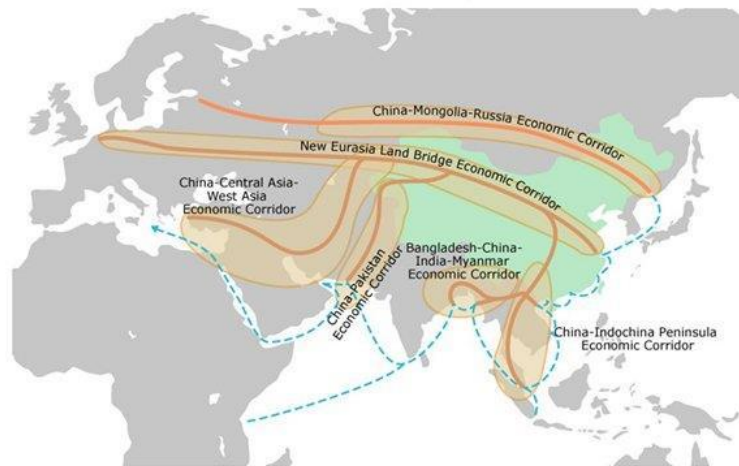 China-Mongolia-Russia Economic Corridor
New Eurasia Land Bridge Economic Corridor
China-Central Asia-
West Asia
Economic Corridor
China-Pakistan
Economic Corridor
Bangladesh-China-
India-Myanmar
Economic Corridor
China-Indochina Peninsula
Economic Corridor